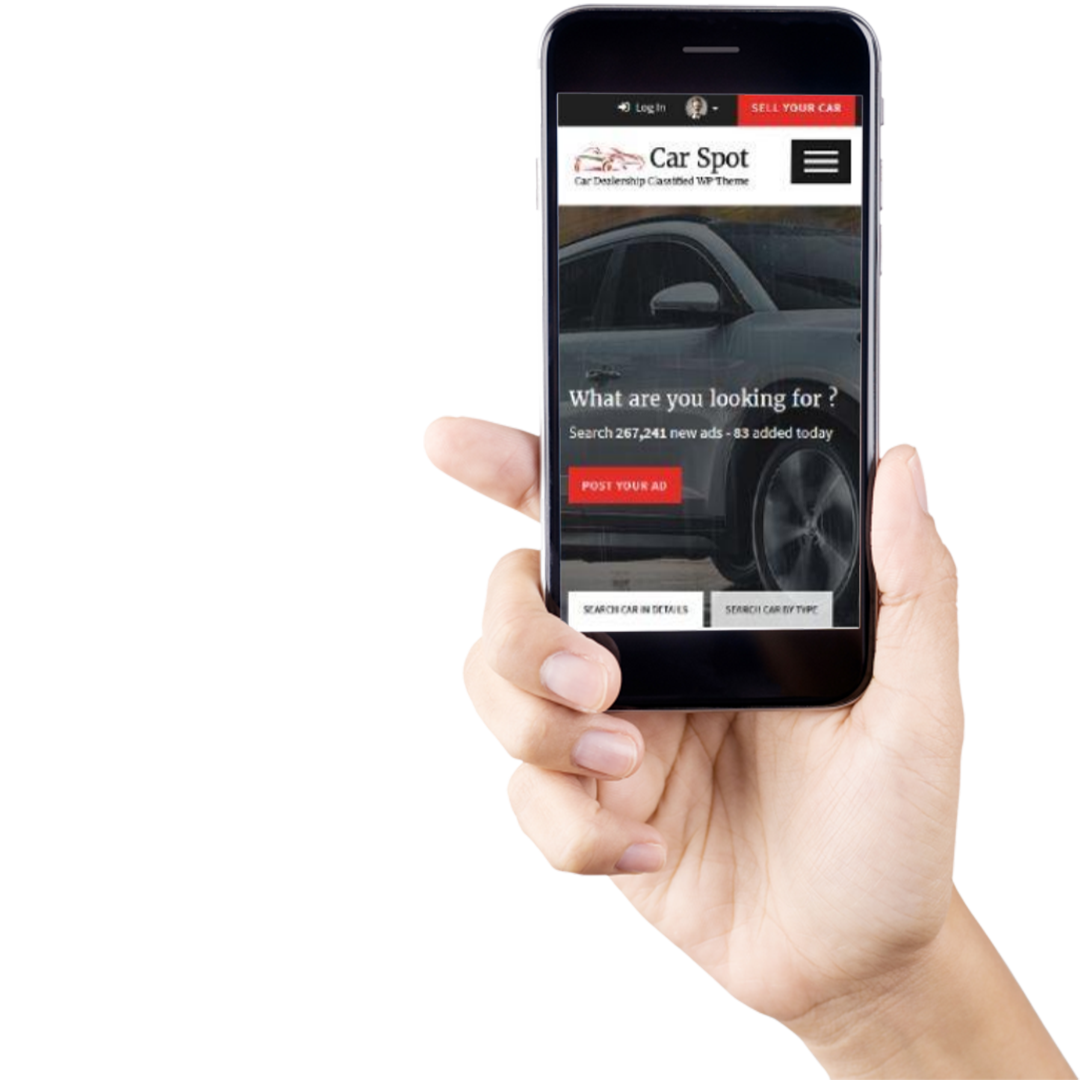 Log In
SELL YOUR CAR
Car Spot
Car Dealership Classified WP Theme
What are you looking for ?
Search 267,241 new ads - 83 added today
POST YOUR AD
SEARCH CAR IN DETAILS
SEARCH CAR BY TYPE